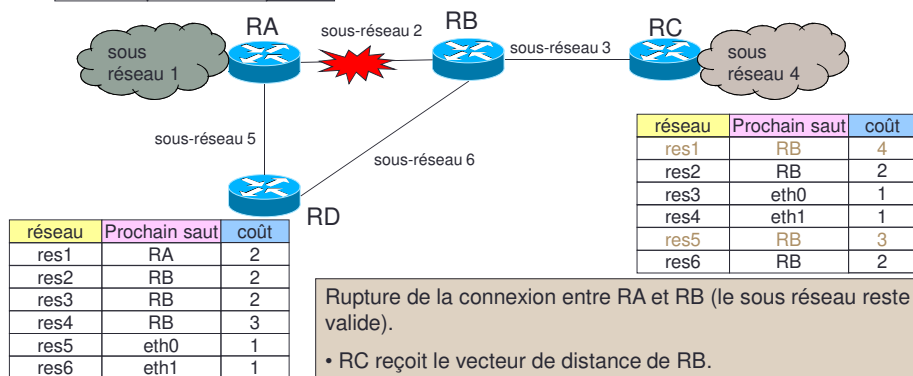 RA
sous-réseau 2
RB
sous-réseau 3
RC
sous
réseau 1
sous
réseau 4
sous-réseau 5
sous-réseau 6
RD
réseau Prochain saut coût
res1 RB 4
res2 RB 2
res3 eth0 1
res4 eth1 1
res5 RB 3
res6 RB 2
réseau Prochain saut coût
res1 RA 2
res2 RB 2
res3 RB 2
res4 RB 3
res5 eth0 1
res6 eth1 1
Rupture de la connexion entre RA et RB (le sous réseau reste
valide).
• RC reçoit le vecteur de distance de RB.